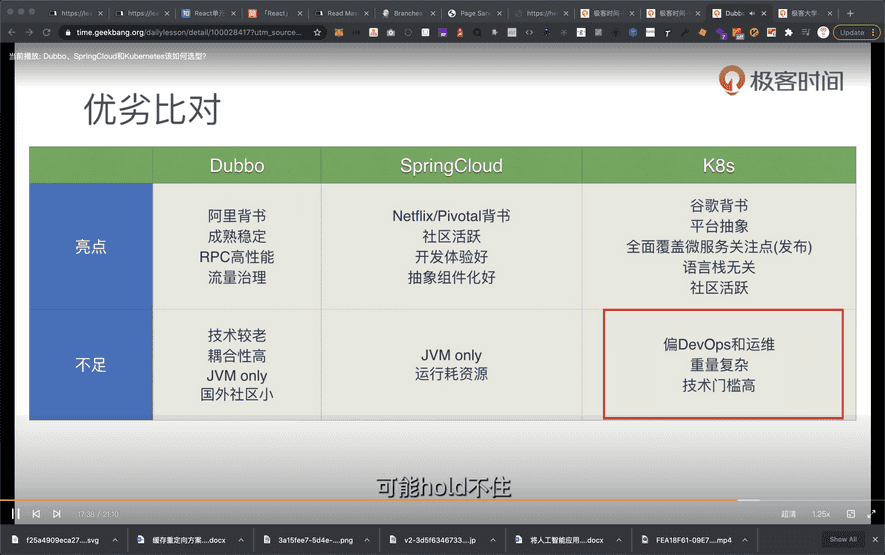 https://lea
https://lea
React单元
「React」
Read Me
Branches
Page San
https://he
极客时间
极客时间
Dubb
极客大学
time.geekbang.org/dailylesson/detail/100028417?utm_source...
Update
当前播放: Dubbo、SpringCloud和Kubernetes该如何选型?
极客时间
优劣比对
Dubbo
SpringCloud
K8s
亮点
阿里背书
成熟稳定
RPC高性能
流量治理
Netflix/Pivotal背书
社区活跃
开发体验好
抽象组件化好
谷歌背书
平台抽象
全面覆盖微服务关注点(发布)
语言栈无关
社区活跃
不足
技术较老
耦合性高
JVM only
国外社区小
JVM only
运行耗资源
偏DevOps和运维
重量复杂
技术门槛高
可能hold不住
17:38 / 21:10
超清
1.25x
f25a4909eca27....svg
缓存重定向方案....docx
3a15fee7-5d4e-....png
v2-3d5f6346733....jp
将人工智能应用....docx
FEA18F61-09E7....mp4
Show All